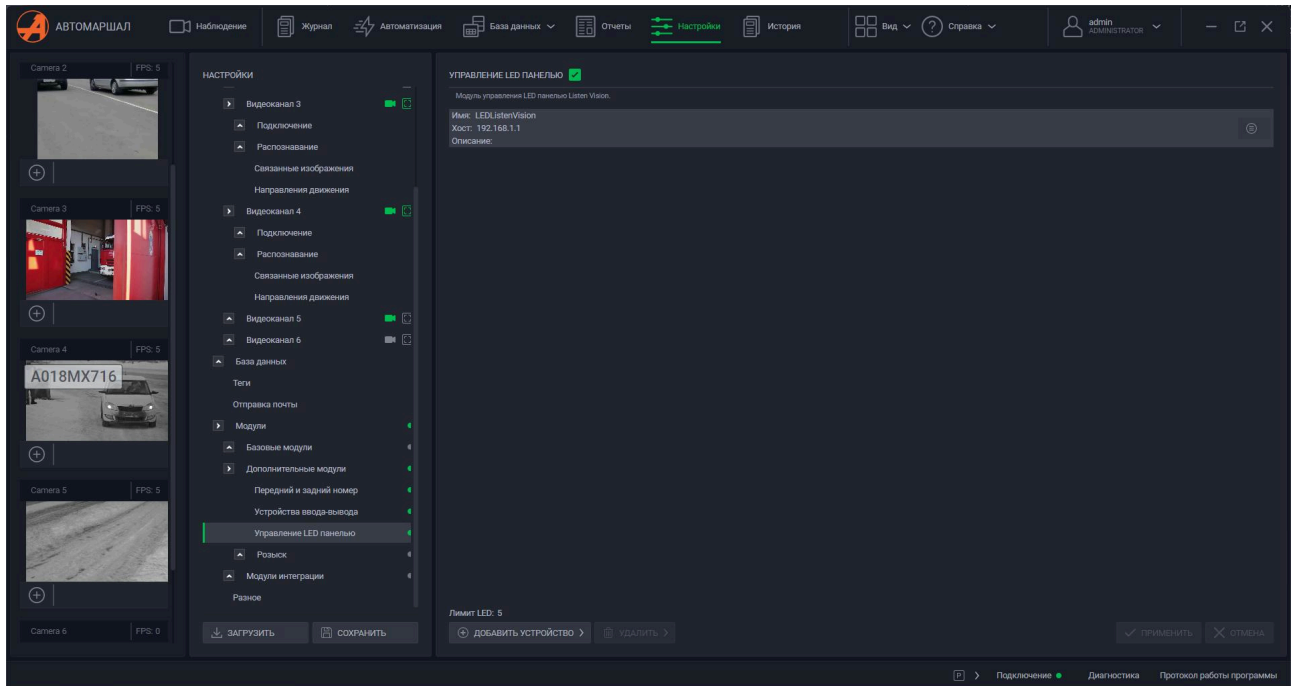 АВТОМАРШАЛ
Наблюдение
Журнал
Автоматизация
База данных
Отчеты
Настройки
История
Вид
Справка
admin
ADMINISTRATOR
Camera 2 FPS: 5
Camera 3 FPS: 5
Camera 4 FPS: 5
A018MX716
Camera 5 FPS: 5
Camera 6 FPS: 0
НАСТРОЙКИ
Видеоканал 3
Подключение
Распознавание
Связанные изображения
Направления движения
Видеоканал 4
Подключение
Распознавание
Связанные изображения
Направления движения
Видеоканал 5
Видеоканал 6
База данных
Теги
Отправка почты
Модули
Базовые модули
Дополнительные модули
Передний и задний номер
Устройства ввода-вывода
Управление LED панелью
Розыск
Модули интеграции
Разное
ЗАГРУЗИТЬ
СОХРАНИТЬ
УПРАВЛЕНИЕ LED ПАНЕЛЬЮ
Модуль управления LED панелью Listen Vision.
Имя: LEDListenVision
Хост: 192.168.1.1
Описание:
Лимит LED: 5
ДОБАВИТЬ УСТРОЙСТВО
УДАЛИТЬ
ПРИМЕНИТЬ
ОТМЕНА
P
Подключение
Диагностика
Протокол работы программы